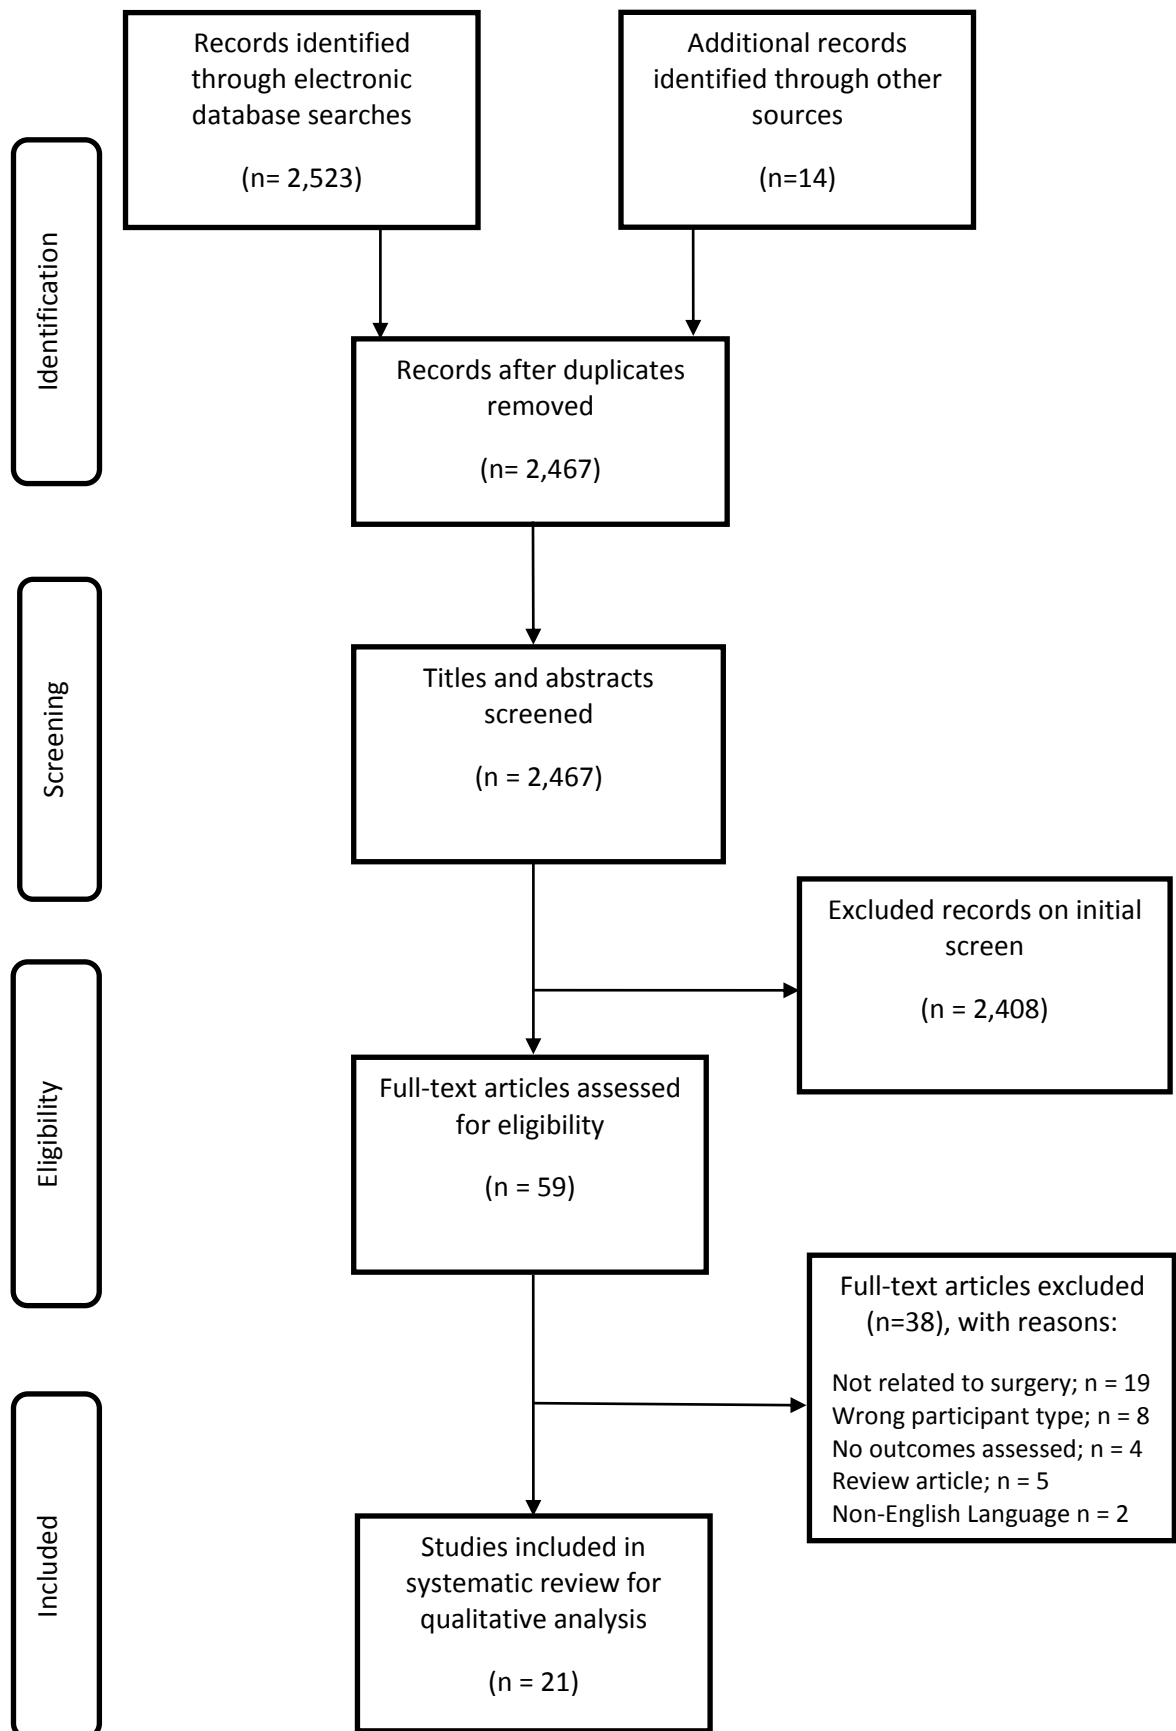 Records identified
through electronic
database searches
(n= 2,523)
Additional records
identified through other
sources
(n=14)
Identification
Records after duplicates
removed
(n= 2,467)
Screening
Titles and abstracts
screened
(n = 2,467)
Excluded records on initial
screen
(n = 2,408)
Eligibility
Full-text articles assessed
for eligibility
(n = 59)
Full-text articles excluded
(n=38), with reasons:
Not related to surgery; n = 19
Wrong participant type; n = 8
No outcomes assessed; n = 4
Review article; n = 5
Non-English Language n = 2
Included
Studies included in
systematic review for
qualitative analysis
(n = 21)